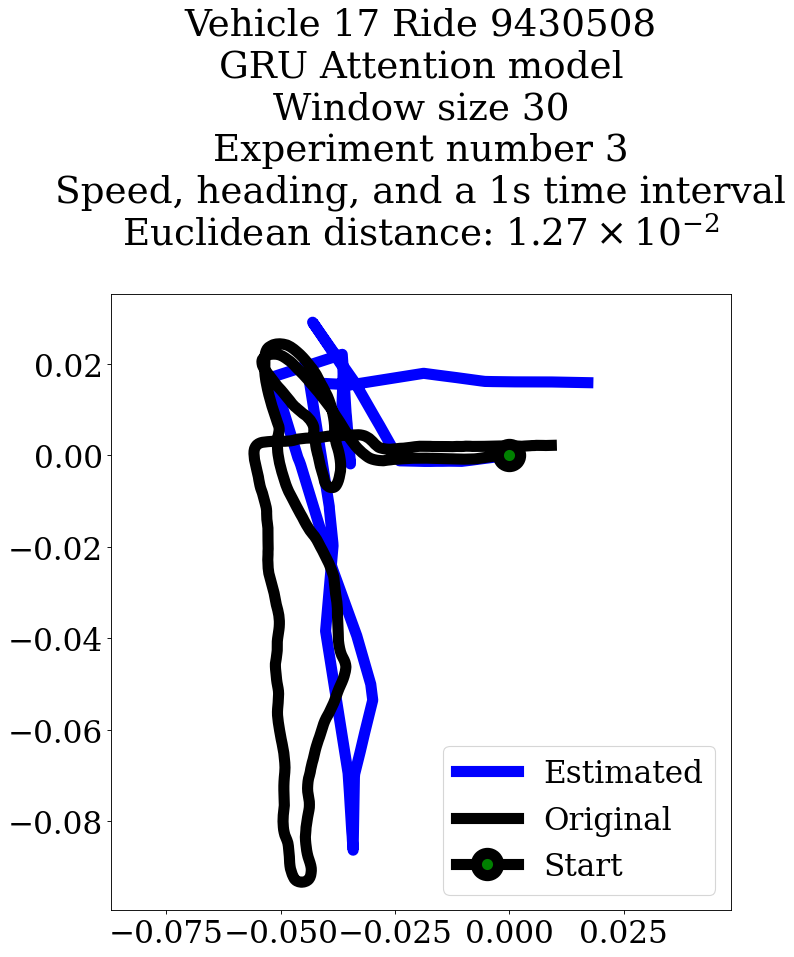 Vehicle 17 Ride 9430508
GRU Attention model
Window size 30
Experiment number 3
Speed, heading, and a 1s time interval
Euclidean distance: 1.27 × 10⁻²
0.02
0.00
−0.02
−0.04
−0.06
−0.08
Estimated
Original
Start
−0.075 −0.050 −0.025 0.000 0.025